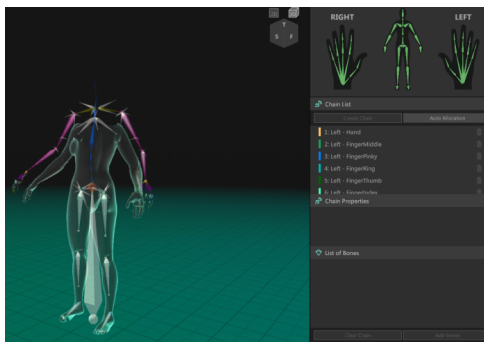 RIGHT
LEFT
T
S F
Chain List
Create Chain
Auto Allocation
1: Left - Hand
2: Left - FingerMiddle
3: Left - FingerPinky
4: Left - FingerRing
5: Left - FingerThumb
6: Left - FingerIndex
Chain Properties
List of Bones
Clear Chain
Add Bones